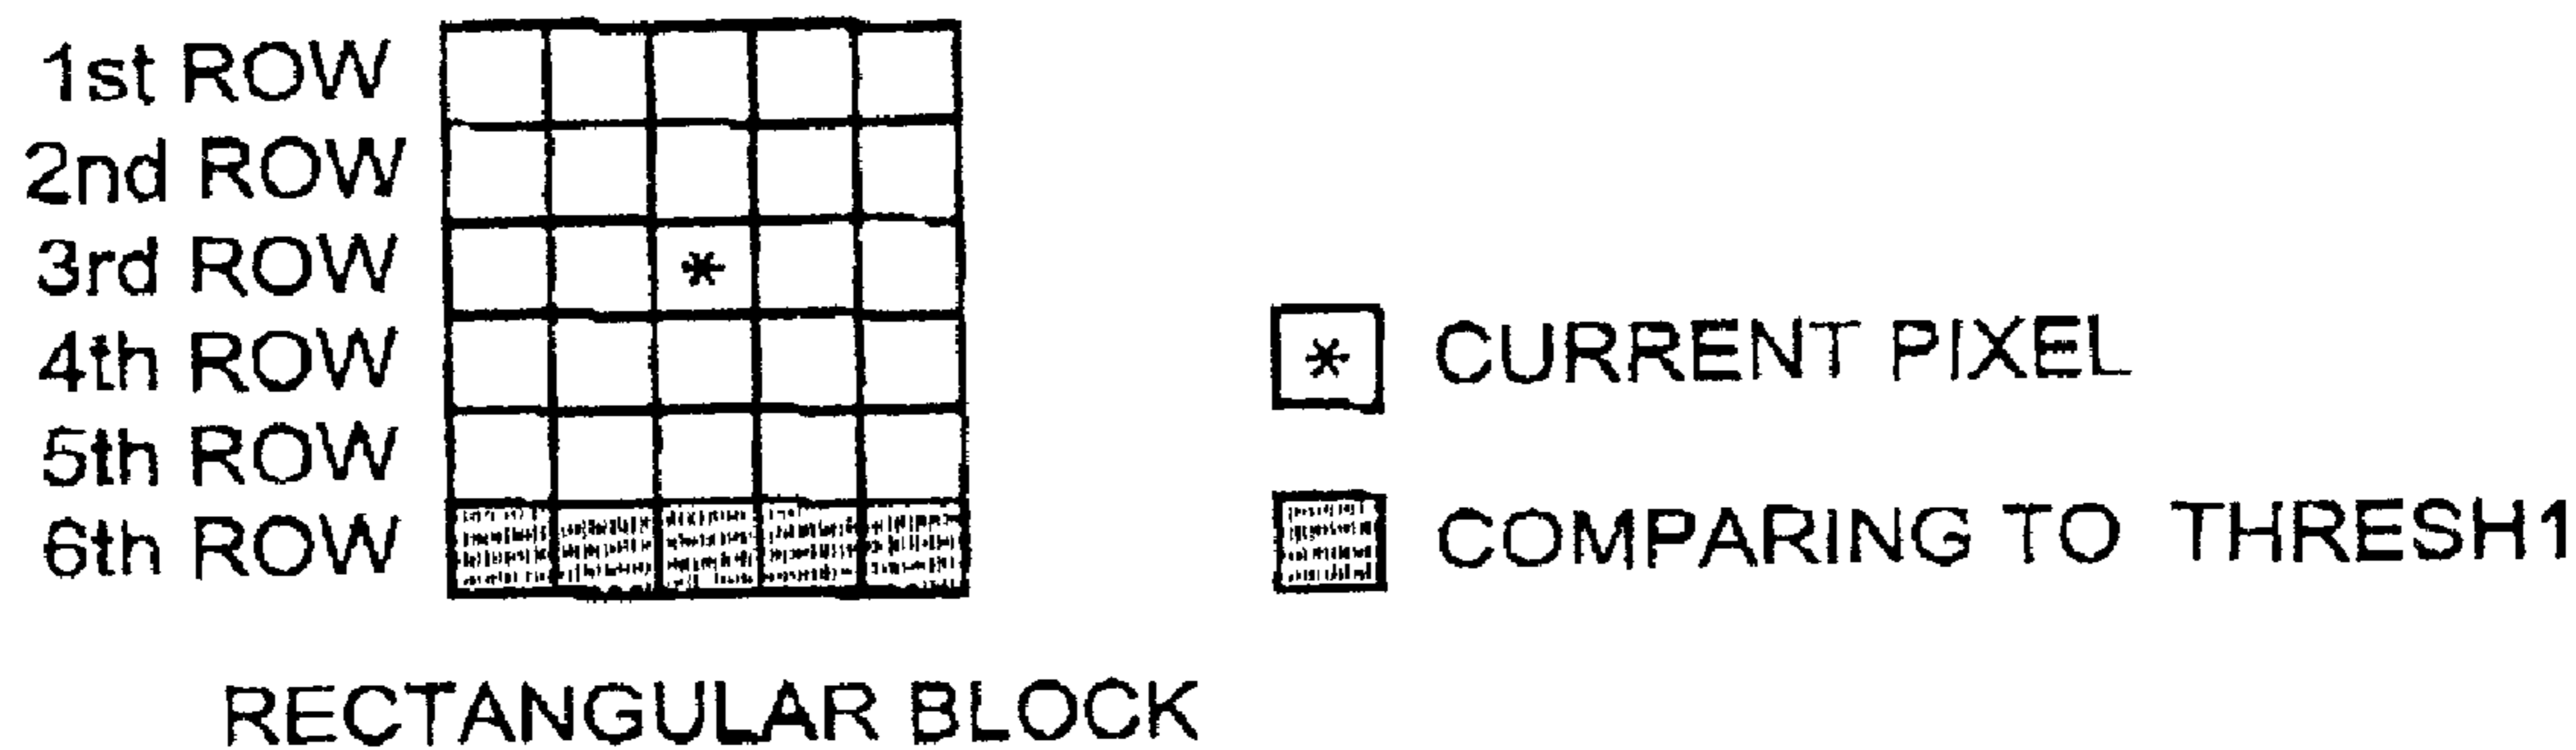 1st ROW
2nd ROW
3rd ROW
*
4th ROW
5th ROW
6th ROW
* CURRENT PIXEL
COMPARING TO THRESH1
RECTANGULAR BLOCK